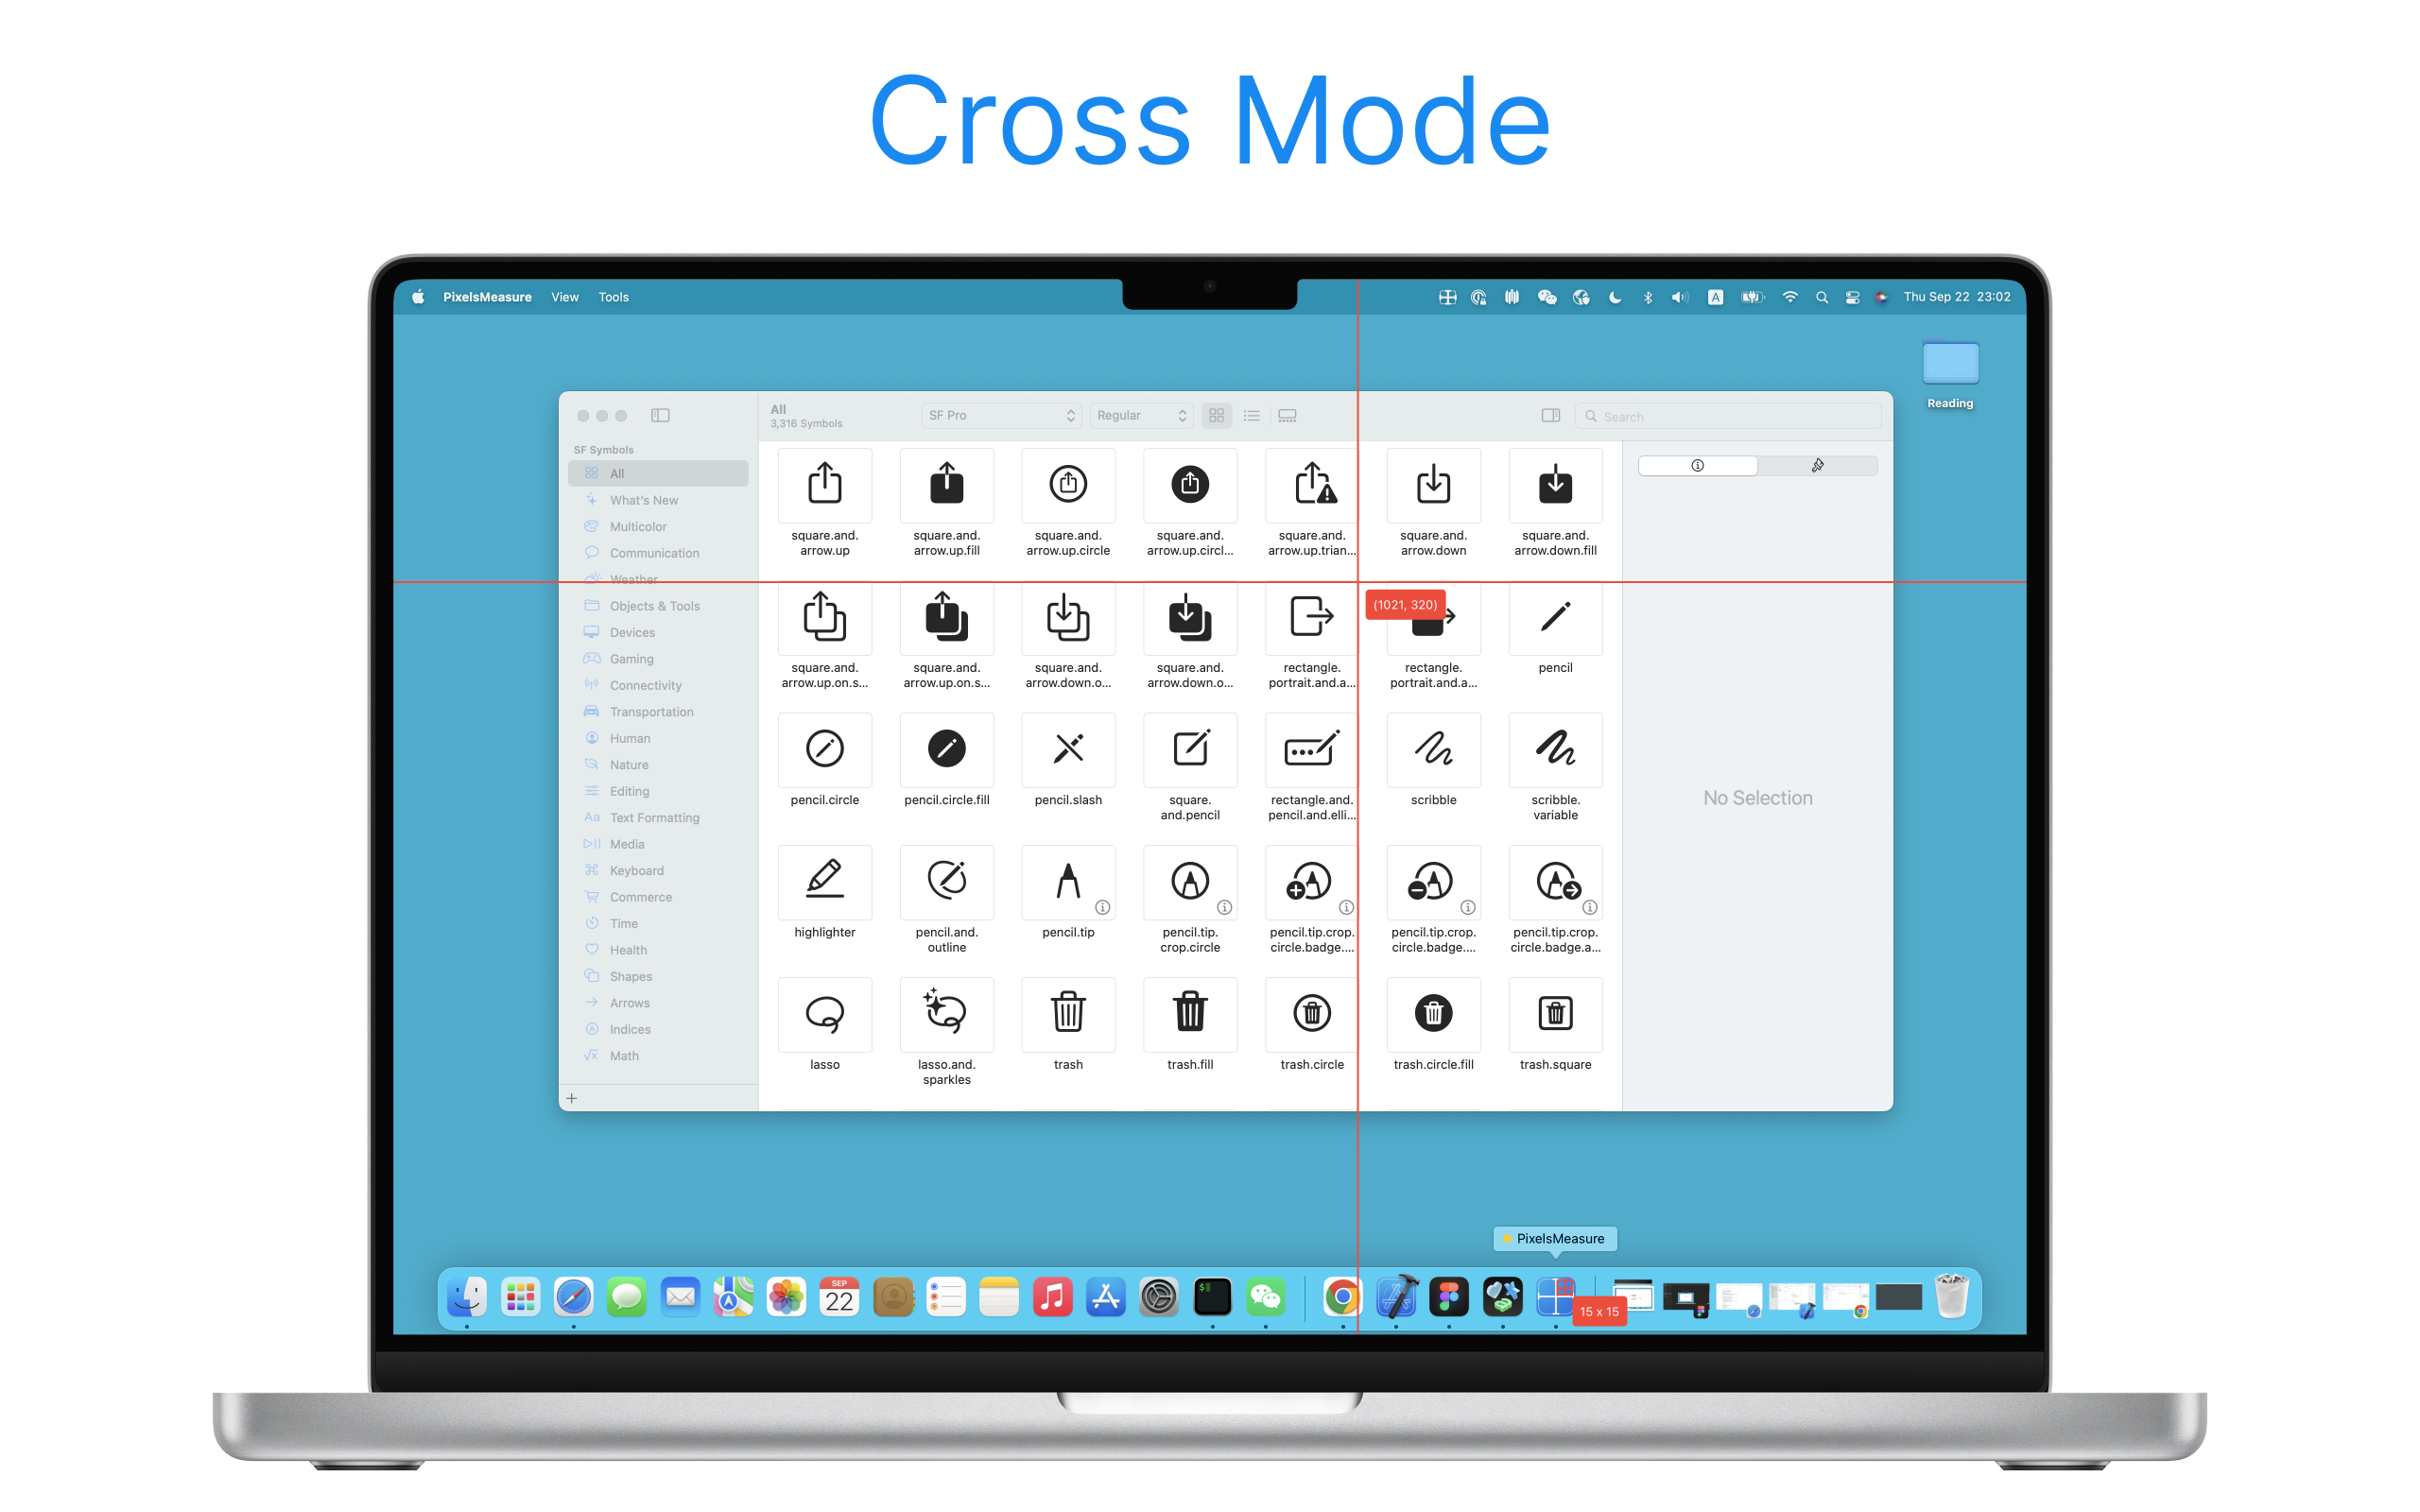 Cross Mode
PixelsMeasure View Tools
A
Thu Sep 22 23:02
Reading
All
3,316 Symbols
SF Pro
Regular
Search
SF Symbols
All
What's New
Multicolor
Communication
Weather
Objects & Tools
Devices
Gaming
Connectivity
Transportation
Human
Nature
Editing
Aa Text Formatting
Media
Keyboard
Commerce
Time
Health
Shapes
Arrows
Indices
Math
square.and.
arrow.up
square.and.
arrow.up.fill
square.and.
arrow.up.circle
square.and.
arrow.up.circl...
square.and.
arrow.up.trian...
square.and.
arrow.down
square.and.
arrow.down.fill
(1021, 320)
square.and.
arrow.up.on.s...
square.and.
arrow.up.on.s...
square.and.
arrow.down.o...
square.and.
arrow.down.o...
rectangle.
portrait.and.a...
rectangle.
portrait.and.a...
pencil
pencil.circle
pencil.circle.fill
pencil.slash
square.
and.pencil
rectangle.and.
pencil.and.elli...
scribble
scribble.
variable
No Selection
highlighter
pencil.and.
outline
pencil.tip
pencil.tip.
crop.circle
pencil.tip.crop.
circle.badge....
pencil.tip.crop.
circle.badge....
pencil.tip.crop.
circle.badge.a...
lasso
lasso.and.
sparkles
trash
trash.fill
trash.circle
trash.circle.fill
trash.square
PixelsMeasure
SEP
22
$
15 x 15